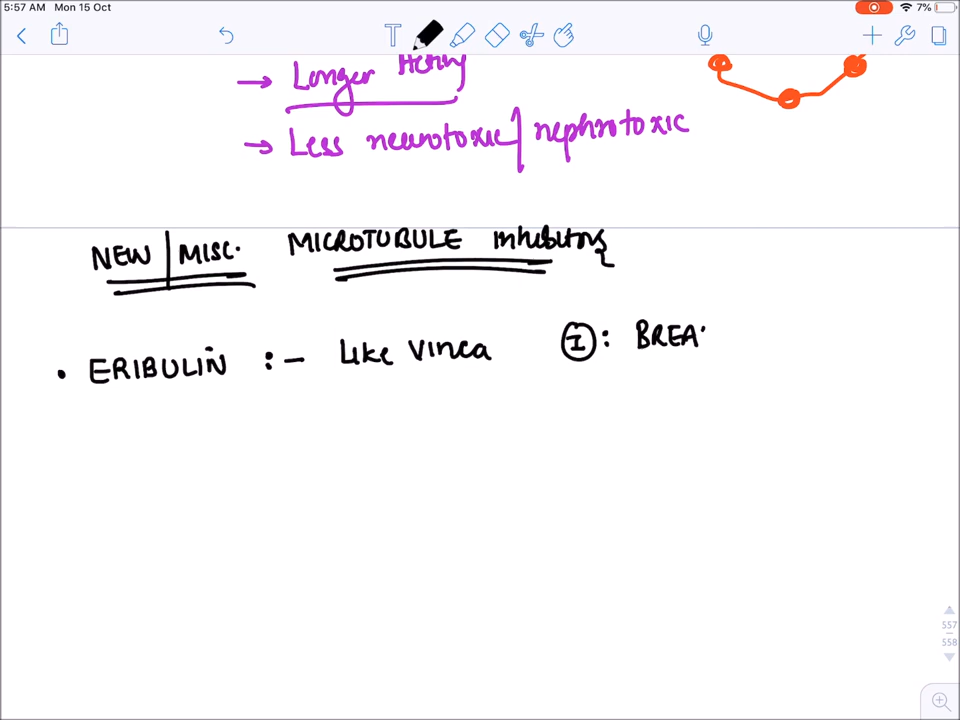 5:57 AM Mon 15 Oct 7%
T
→ Longer Acting
→ Less neurotoxic | nephrotoxic
NEW | MISC. MICROTUBULE inhibitors
• ERIBULIN :- Like Vinca I : BREA
557
558